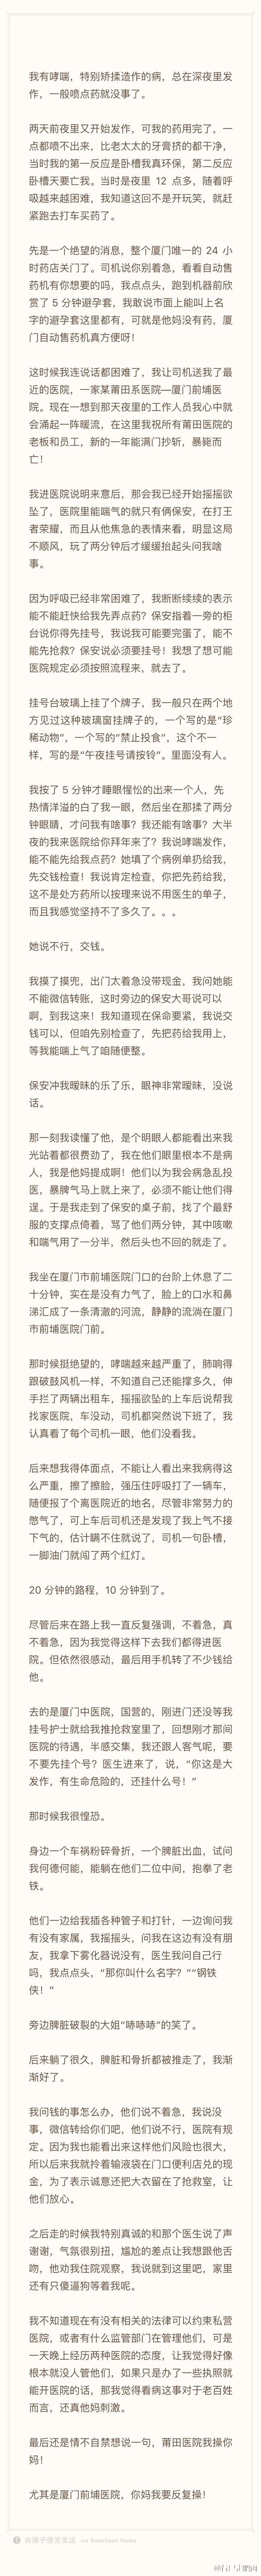 我有哮喘，特别矫揉造作的病，总在深夜里发
作，一般喷点药就没事了。
两天前夜里又开始发作，可我的药用完了，一
点都喷不出来，比老太太的牙膏挤的都干净，
当时我的第一反应是卧槽我真环保，第二反应
卧槽天要亡我。当时是夜里 12 点多，随着呼
吸越来越困难，我知道这回不是开玩笑，就赶
紧跑去打车买药了。
先是一个绝望的消息，整个厦门唯一的 24 小
时药店关门了。司机说你别着急，看看自动售
药机有你想要的吗，我点点头，跑到机器前欣
赏了 5 分钟避孕套，我敢说市面上能叫上名
字的避孕套这里都有，可就是他妈没有药，厦
门自动售药机真方便呀！
这时候我连说话都困难了，我让司机送我了最
近的医院，一家某莆田系医院—厦门前埔医
院。现在一想到那天夜里的工作人员我心中就
会涌起一阵暖流，在这里我祝所有莆田医院的
老板和员工，新的一年能满门抄斩，暴毙而
亡！
我进医院说明来意后，那会我已经开始摇摇欲
坠了，医院里能喘气的就只有俩保安，在打王
者荣耀，而且从他焦急的表情来看，明显这局
不顺风，玩了两分钟后才缓缓抬起头问我啥
事。
因为呼吸已经非常困难了，我断断续续的表示
能不能赶快给我先弄点药？保安指着一旁的柜
台说你得先挂号，我说我可能要完蛋了，能不
能先抢救？保安说必须要挂号！我想了想可能
医院规定必须按照流程来，就去了。
挂号台玻璃上挂了个牌子，我一般只在两个地
方见过这种玻璃窗挂牌子的，一个写的是“珍
稀动物”，一个写的“禁止投食”，这个不一
样，写的是“午夜挂号请按铃”。里面没有人。
我按了 5 分钟才睡眼惺忪的出来一个人，先
热情洋溢的白了我一眼，然后坐在那揉了两分
钟眼睛，才问我有啥事？我还能有啥事？大半
夜的我来医院给你拜年来了？我说哮喘发作，
能不能先给我点药？她填了个病例单扔给我，
先交钱检查！我说肯定检查，你把先药给我，
这不是处方药所以按理来说不用医生的单子，
而且我感觉坚持不了多久了。。。
她说不行，交钱。
我摸了摸兜，出门太着急没带现金，我问她能
不能微信转账，这时旁边的保安大哥说可以
啊，到我这来！我知道现在保命要紧，我说交
钱可以，但咱先别检查了，先把药给我用上，
等我能喘上气了咱随便整。
保安冲我暧昧的乐了乐，眼神非常暧昧，没说
话。
那一刻我读懂了他，是个明眼人都能看出来我
光站着都很费劲了，我在他们眼里根本不是病
人，我是他妈提成啊！他们以为我会病急乱投
医，暴脾气马上就上来了，必须不能让他们得
逞。于是我走到了保安的桌子前，找了个最舒
服的支撑点倚着，骂了他们两分钟，其中咳嗽
和喘气用了一分半，然后头也不回的就走了。
我坐在厦门市前埔医院门口的台阶上休息了二
十分钟，实在是没有力气了，脸上的口水和鼻
涕汇成了一条清澈的河流，静静的流淌在厦门
市前埔医院门前。
那时候挺绝望的，哮喘越来越严重了，肺响得
跟破鼓风机一样，不知道自己还能撑多久，伸
手拦了两辆出租车，摇摇欲坠的上车后说帮我
找家医院，车没动，司机都突然说下班了，我
认真看了每个司机一眼，他们没看我。
后来想我得体面点，不能让人看出来我病得这
么严重，擦了擦脸，强压住呼吸打了一辆车，
随便报了个离医院近的地名，尽管非常努力的
憋气了，可上车后司机还是发现了我上气不接
下气的，估计瞒不住就说了，司机一句卧槽，
一脚油门就闯了两个红灯。
20 分钟的路程，10 分钟到了。
尽管后来在路上我一直反复强调，不着急，真
不着急，因为我觉得这样下去我们都得进医
院。但依然很感动，最后用手机转了不少钱给
他。
去的是厦门中医院，国营的，刚进门还没等我
挂号护士就给我推抢救室里了，回想刚才那间
医院的待遇，半感交集，我还跟人客气呢，要
不要先挂个号？医生进来了，说，“你这是大
发作，有生命危险的，还挂什么号！”
那时候我很惶恐。
身边一个车祸粉碎骨折，一个脾脏出血，试问
我何德何能，能躺在他们二位中间，抱拳了老
铁。
他们一边给我插各种管子和打针，一边询问我
有没有家属，我摇摇头，问我在这边有没有朋
友，我拿下雾化器说没有，医生我问自己行
吗，我点点头，“那你叫什么名字？”“钢铁
侠！”
旁边脾脏破裂的大姐“哧哧哧”的笑了。
后来躺了很久，脾脏和骨折都被推走了，我渐
渐好了。
我问钱的事怎么办，他们说不着急，我说没
事，微信转给你们吧，他们说不行，医院有规
定。因为我也能看出来这样他们风险也很大，
所以后来我就拎着输液袋在门口便利店兑的现
金，为了表示诚意还把大衣留在了抢救室，让
他们放心。
之后走的时候我特别真诚的和那个医生说了声
谢谢，气氛很别扭，尴尬的差点让我想跟他舌
吻，他劝我住院观察，我说就到这里吧，家里
还有只傻逼狗等着我呢。
我不知道现在有没有相关的法律可以约束私营
医院，或者有什么监管部门在管理他们，可是
一天晚上经历两种医院的态度，让我觉得好像
根本就没人管他们，如果只是办了一些执照就
能开医院的话，那我觉得看病这事对于老百姓
而言，还真他妈刺激。
最后还是情不自禁想说一句，莆田医院我操你
妈！
尤其是厦门前埔医院，你妈我要反复操！
由锤子便签发送 via Smartisan Notes